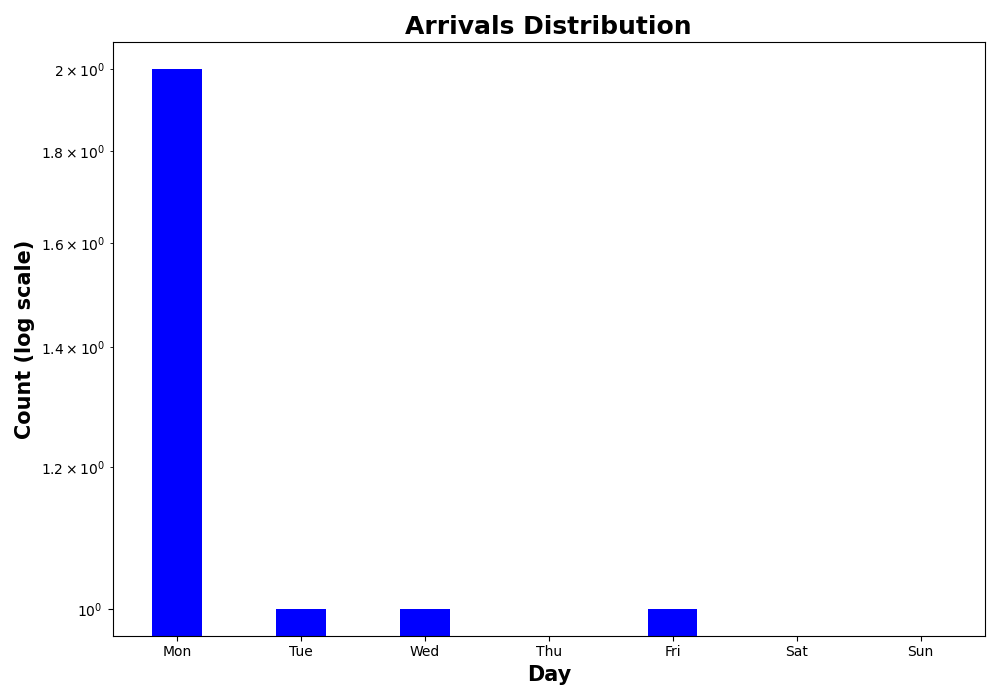 Arrivals Distribution
Count (log scale)
2 × 10⁰
1.8 × 10⁰
1.6 × 10⁰
1.4 × 10⁰
1.2 × 10⁰
10⁰
Mon Tue Wed Thu Fri Sat Sun
Day